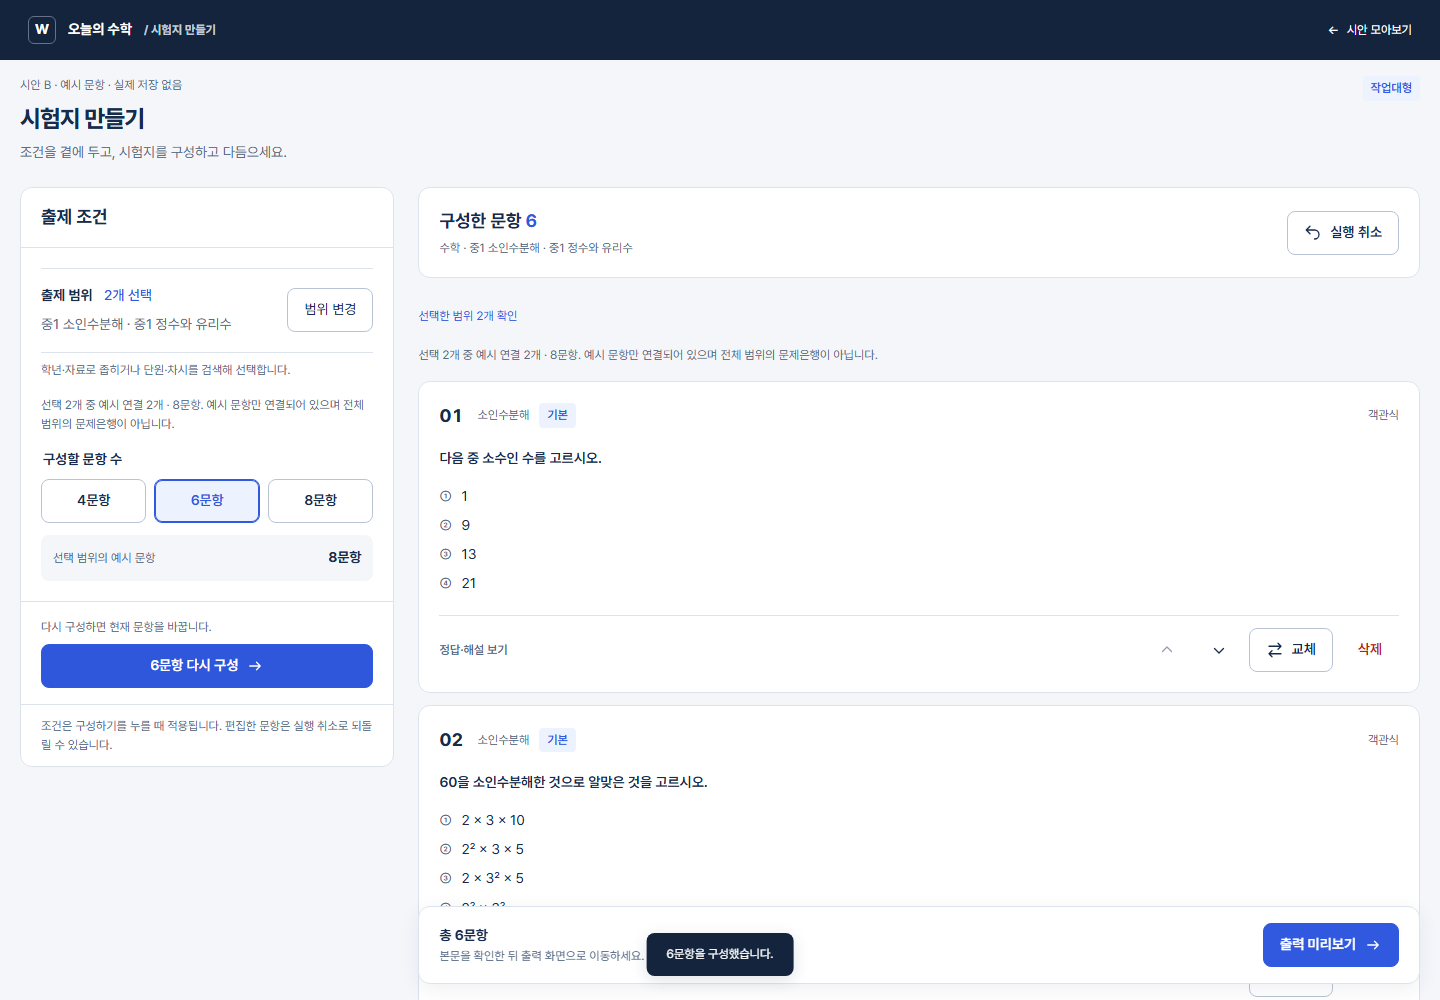 W 오늘의 수학 / 시험지 만들기
← 시안 모아보기
시안 B · 예시 문항 · 실제 저장 없음
작업대형
시험지 만들기
조건을 곁에 두고, 시험지를 구성하고 다듬으세요.
출제 조건
출제 범위 2개 선택
중1 소인수분해 · 중1 정수와 유리수
범위 변경
학년·자료로 좁히거나 단원·차시를 검색해 선택합니다.
선택 2개 중 예시 연결 2개 · 8문항. 예시 문항만 연결되어 있으며 전체
범위의 문제은행이 아닙니다.
구성할 문항 수
4문항 6문항 8문항
선택 범위의 예시 문항 8문항
다시 구성하면 현재 문항을 바꿉니다.
6문항 다시 구성 →
조건은 구성하기를 누를 때 적용됩니다. 편집한 문항은 실행 취소로 되돌
릴 수 있습니다.
구성한 문항 6
수학 · 중1 소인수분해 · 중1 정수와 유리수
실행 취소
선택한 범위 2개 확인
선택 2개 중 예시 연결 2개 · 8문항. 예시 문항만 연결되어 있으며 전체 범위의 문제은행이 아닙니다.
01 소인수분해 기본 객관식
다음 중 소수인 수를 고르시오.
① 1
② 9
③ 13
④ 21
정답·해설 보기 교체 삭제
02 소인수분해 기본 객관식
60을 소인수분해한 것으로 알맞은 것을 고르시오.
① 2 × 3 × 10
② 2² × 3 × 5
③ 2 × 3² × 5
총 6문항
본문을 확인한 뒤 출력 화면으로 이동하세요.
6문항을 구성했습니다.
출력 미리보기 →